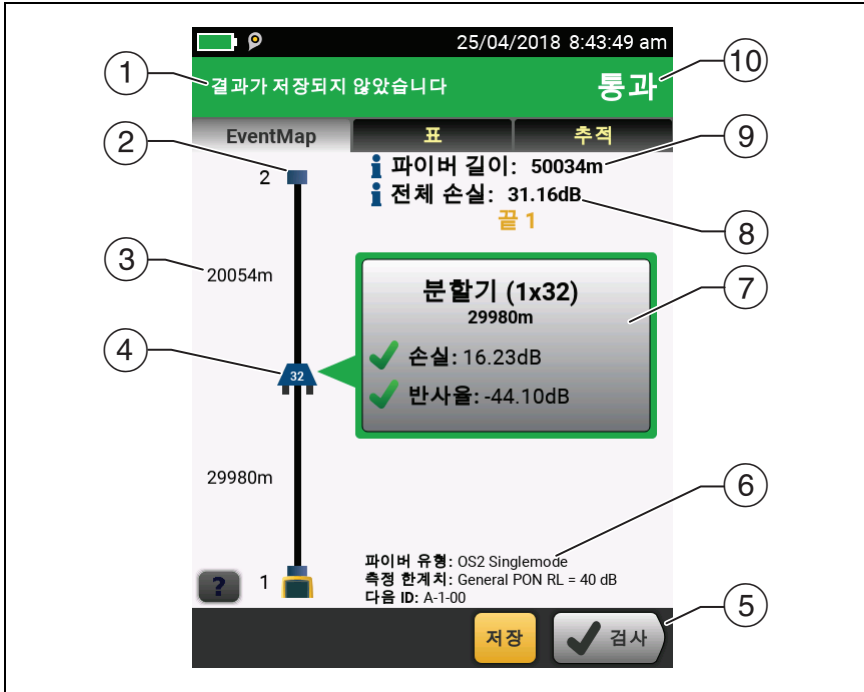 25/04/2018 8:43:49 am
결과가 저장되지 않았습니다
통과
EventMap
표
추적
2
파이버 길이: 50034m
전체 손실: 31.16dB
끝 1
20054m
분할기 (1x32)
29980m
손실: 16.23dB
반사율: -44.10dB
32
29980m
파이버 유형: OS2 Singlemode
측정 한계치: General PON RL = 40 dB
다음 ID: A-1-00
?
1
저장
검사
1
2
3
4
5
6
7
8
9
10